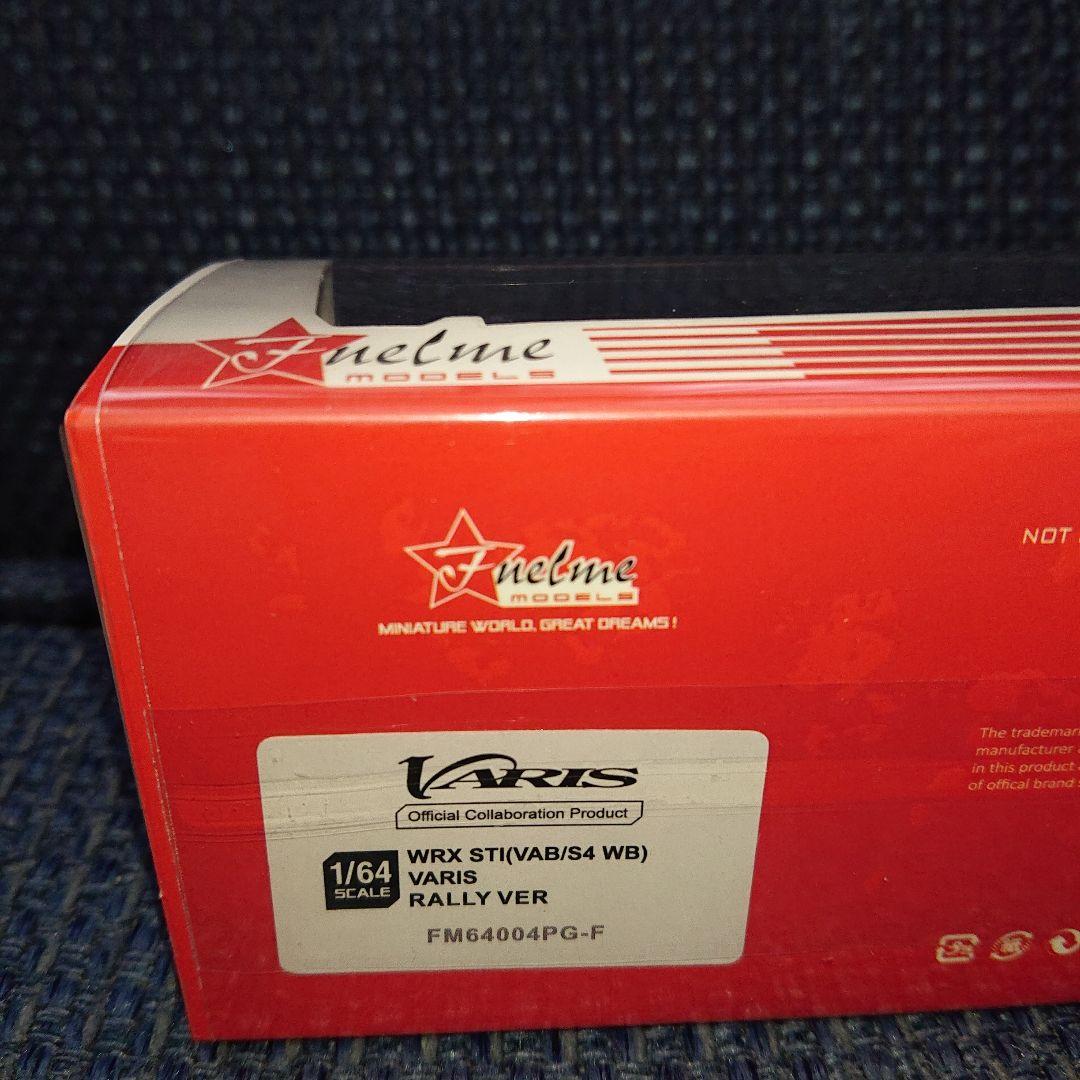 Fuelme
MODELS
Fuelme
MODELS
MINIATURE WORLD, GREAT DREAMS!
NOT
The trademar
manufacturer
in this product
of offical brand
VARIS
Official Collaboration Product
1/64
SCALE
WRX STI(VAB/S4 WB)
VARIS
RALLY VER
FM64004PG-F